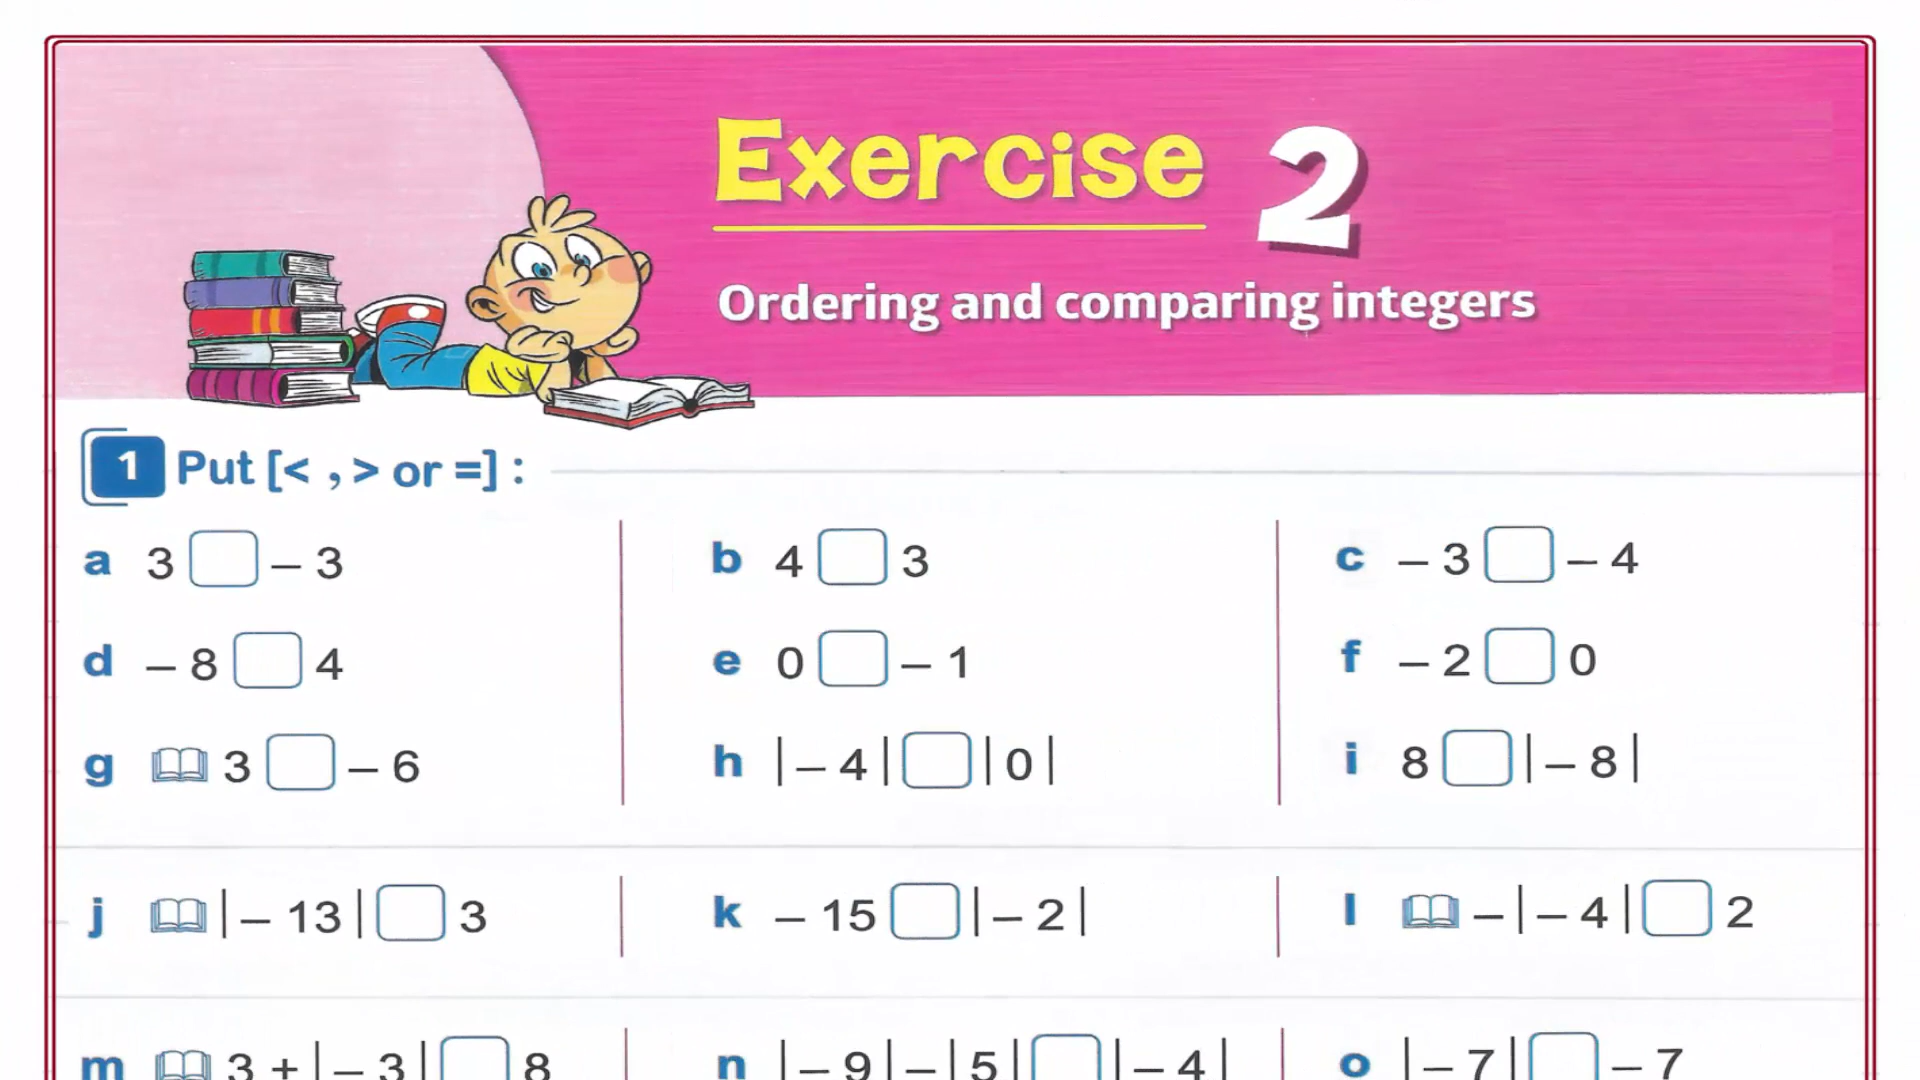 Exercise 2
Ordering and comparing integers
1 Put [< , > or =] :
a 3 □ – 3
b 4 □ 3
c – 3 □ – 4
d – 8 □ 4
e 0 □ – 1
f – 2 □ 0
g 3 □ – 6
h |– 4| □ |0|
i 8 □ |– 8|
j |– 13| □ 3
k – 15 □ |– 2|
l –|– 4| □ 2
m 3 + |– 3| □ 8
n |– 9| – |5| □ |– 4|
o |– 7| □ – 7